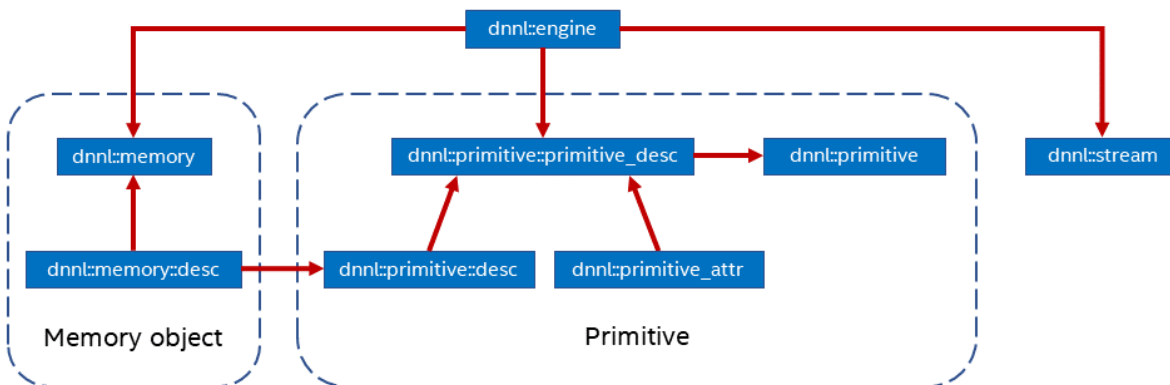 dnnl::engine
dnnl::memory
dnnl::primitive::primitive_desc
dnnl::primitive
dnnl::stream
dnnl::memory::desc
dnnl::primitive::desc
dnnl::primitive_attr
Memory object
Primitive